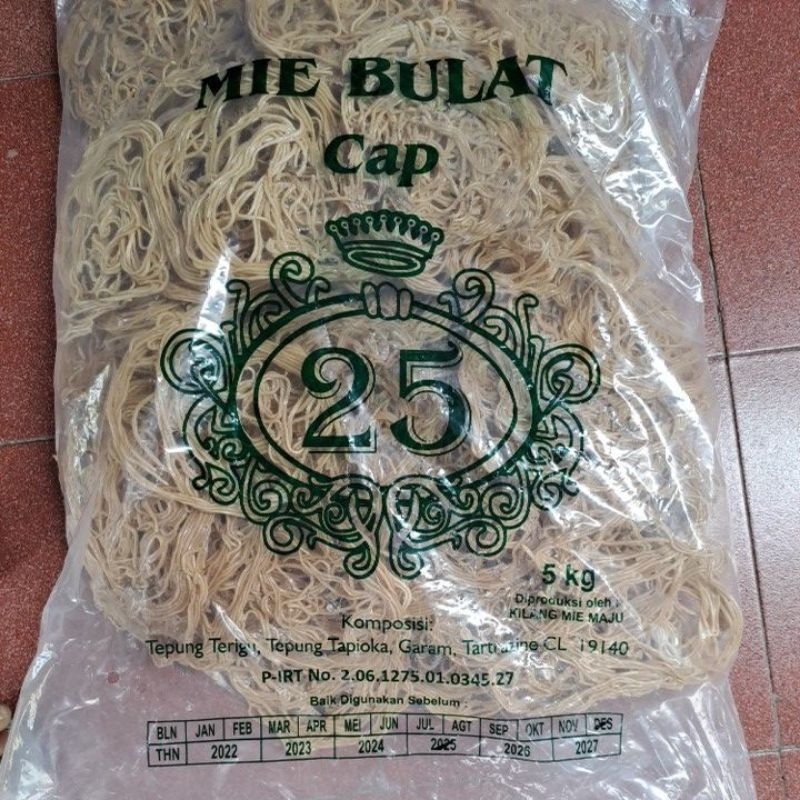 MIE BULAT
Cap
25
5 kg
Diproduksi oleh :
KILANG MIE MAJU
Komposisi:
Tepung Terigu, Tepung Tapioka, Garam, Tartrazine CL 19140
P-IRT No. 2.06.1275.01.0345.27
Baik Digunakan Sebelum :
BLN JAN FEB MAR APR MEI JUN JUL AGT SEP OKT NOV DES
THN 2022 2023 2024 2025 2026 2027